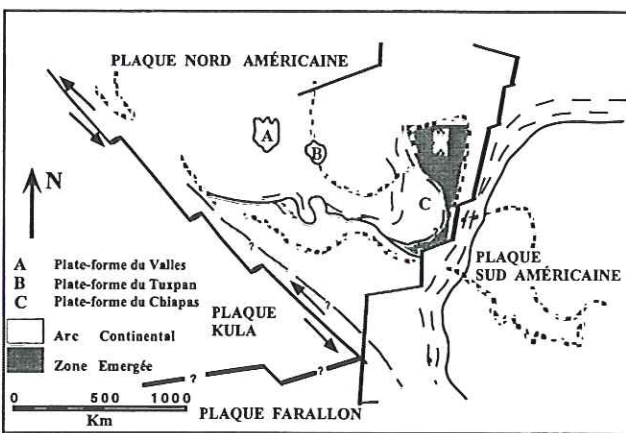 PLAQUE NORD AMÉRICAINE
A
B
C
N
A Plate-forme du Valles
B Plate-forme du Tuxpan
C Plate-forme du Chiapas
Arc Continental
Zone Emergée
0 500 1000
Km
PLAQUE
KULA
PLAQUE FARALLON
PLAQUE
SUD AMÉRICAINE
?
?
?
?